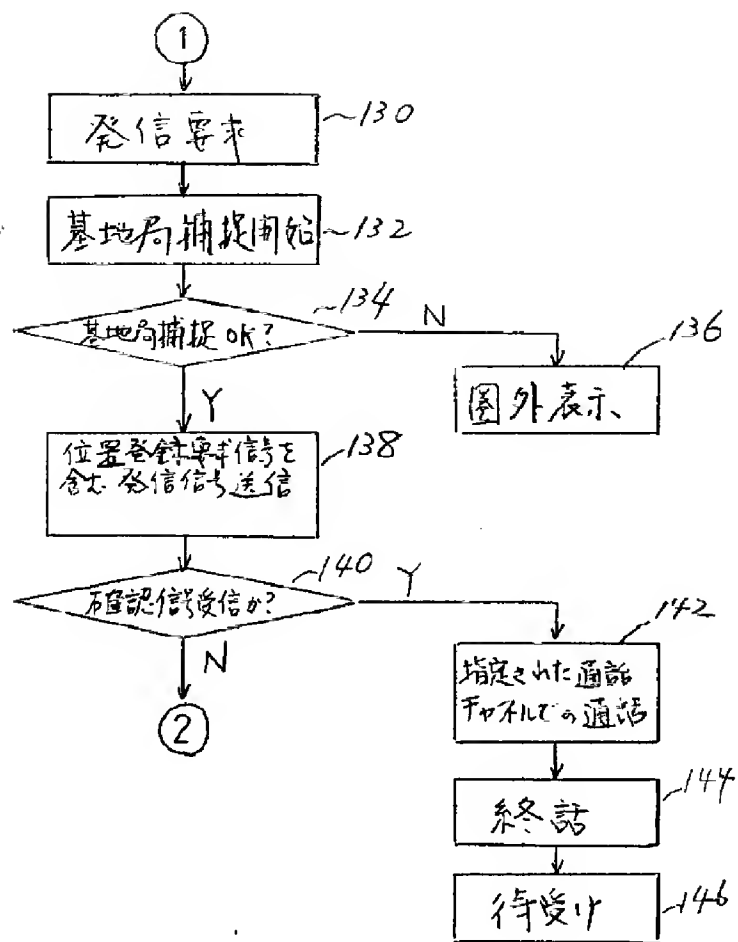 ①
発信要求
~130
基地局捕捉開始
~132
基地局捕捉OK?
134
N
136
圏外表示
Y
位置登録要求信号を
含む発信信号送信
138
確認信号受信か?
140
Y
142
指定された通話
チャネルでの通話
N
②
終話
144
待受け
146